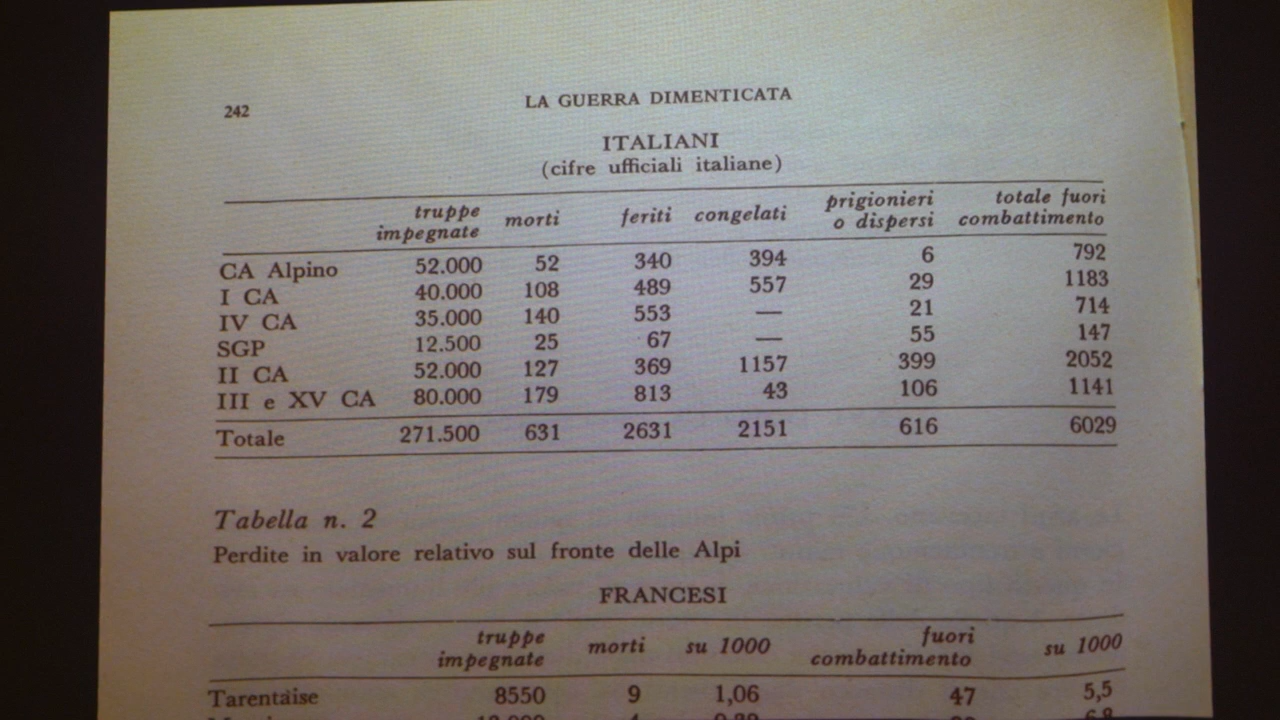 242
LA GUERRA DIMENTICATA
ITALIANI
(cifre ufficiali italiane)
truppe impegnate morti feriti congelati prigionieri o dispersi totale fuori combattimento
CA Alpino 52.000 52 340 394 6 792
I CA 40.000 108 489 557 29 1183
IV CA 35.000 140 553 — 21 714
SGP 12.500 25 67 — 55 147
II CA 52.000 127 369 1157 399 2052
III e XV CA 80.000 179 813 43 106 1141
Totale 271.500 631 2631 2151 616 6029
Tabella n. 2
Perdite in valore relativo sul fronte delle Alpi
FRANCESI
truppe impegnate morti su 1000 fuori combattimento su 1000
Tarentaise 8550 9 1,06 47 5,5